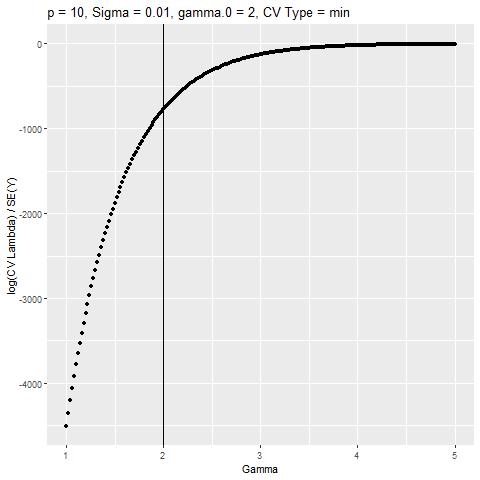 p = 10, Sigma = 0.01, gamma.0 = 2, CV Type = min
0
-1000
-2000
-3000
-4000
log(CV Lambda) / SE(Y)
1 2 3 4 5
Gamma